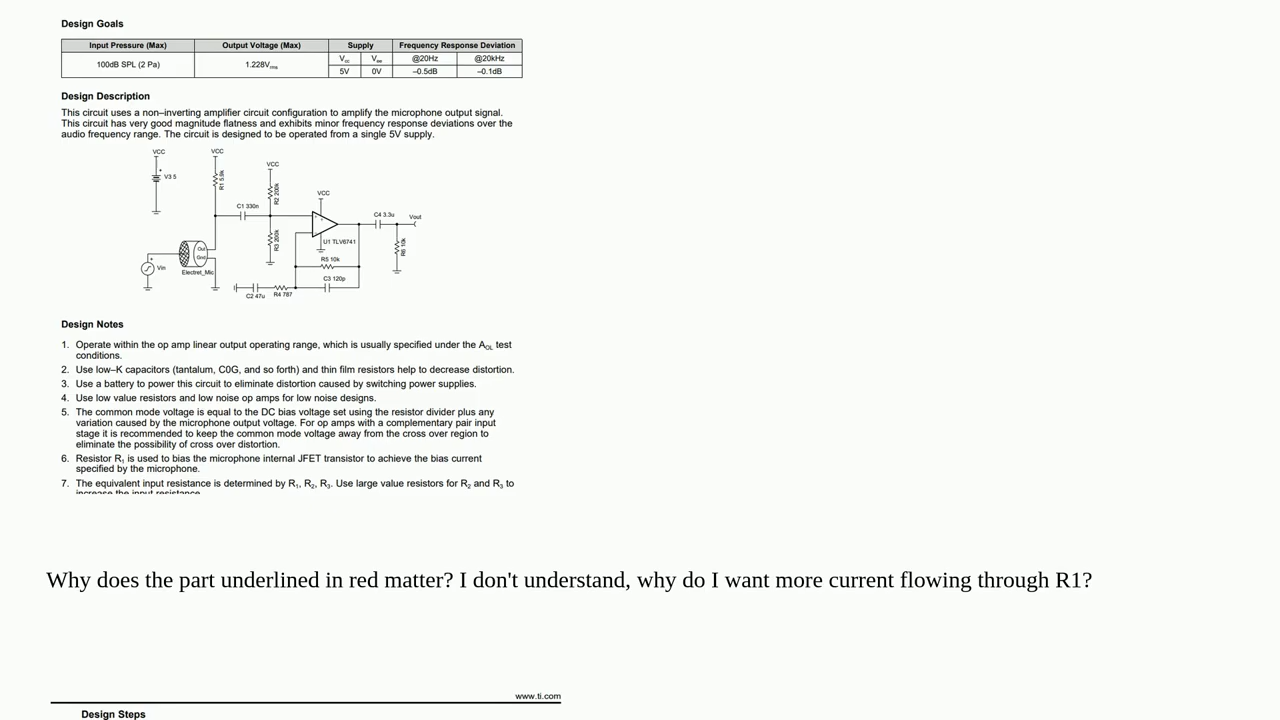 Design Goals
Input Pressure (Max) Output Voltage (Max) Supply Frequency Response Deviation
100dB SPL (2 Pa) 1.228Vrms Vcc Vee @20Hz @20kHz
5V 0V –0.5dB –0.1dB
Design Description
This circuit uses a non–inverting amplifier circuit configuration to amplify the microphone output signal.
This circuit has very good magnitude flatness and exhibits minor frequency response deviations over the
audio frequency range. The circuit is designed to be operated from a single 5V supply.
VCC VCC
VCC
V3 5
R1 5.9k
R2 200k
VCC
C1 330n
C4 3.3u Vout
R3 200k
U1 TLV6741
R6 10k
Out
Gnd
R5 10k
Vin
Electret_Mic
C3 120p
C2 47u R4 787
Design Notes
1. Operate within the op amp linear output operating range, which is usually specified under the AOL test
conditions.
2. Use low–K capacitors (tantalum, C0G, and so forth) and thin film resistors help to decrease distortion.
3. Use a battery to power this circuit to eliminate distortion caused by switching power supplies.
4. Use low value resistors and low noise op amps for low noise designs.
5. The common mode voltage is equal to the DC bias voltage set using the resistor divider plus any
variation caused by the microphone output voltage. For op amps with a complementary pair input
stage it is recommended to keep the common mode voltage away from the cross over region to
eliminate the possibility of cross over distortion.
6. Resistor R1 is used to bias the microphone internal JFET transistor to achieve the bias current
specified by the microphone.
7. The equivalent input resistance is determined by R1, R2, R3. Use large value resistors for R2 and R3 to
increase the input resistance.
Why does the part underlined in red matter? I don't understand, why do I want more current flowing through R1?
www.ti.com
Design Steps